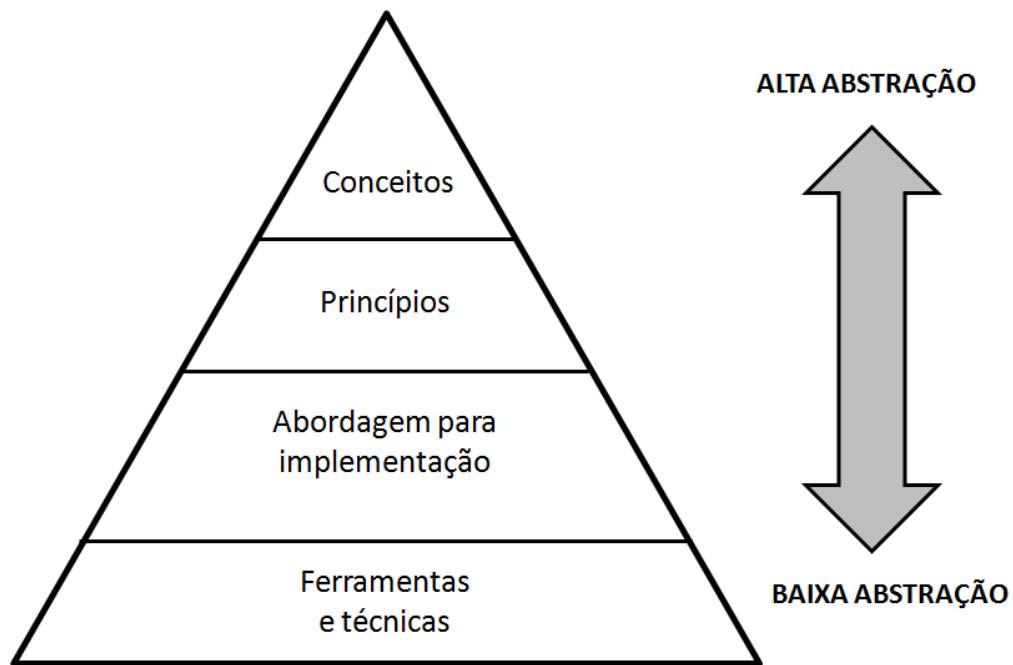 ALTA ABSTRAÇÃO
Conceitos
Princípios
Abordagem para
implementação
Ferramentas
e técnicas
BAIXA ABSTRAÇÃO